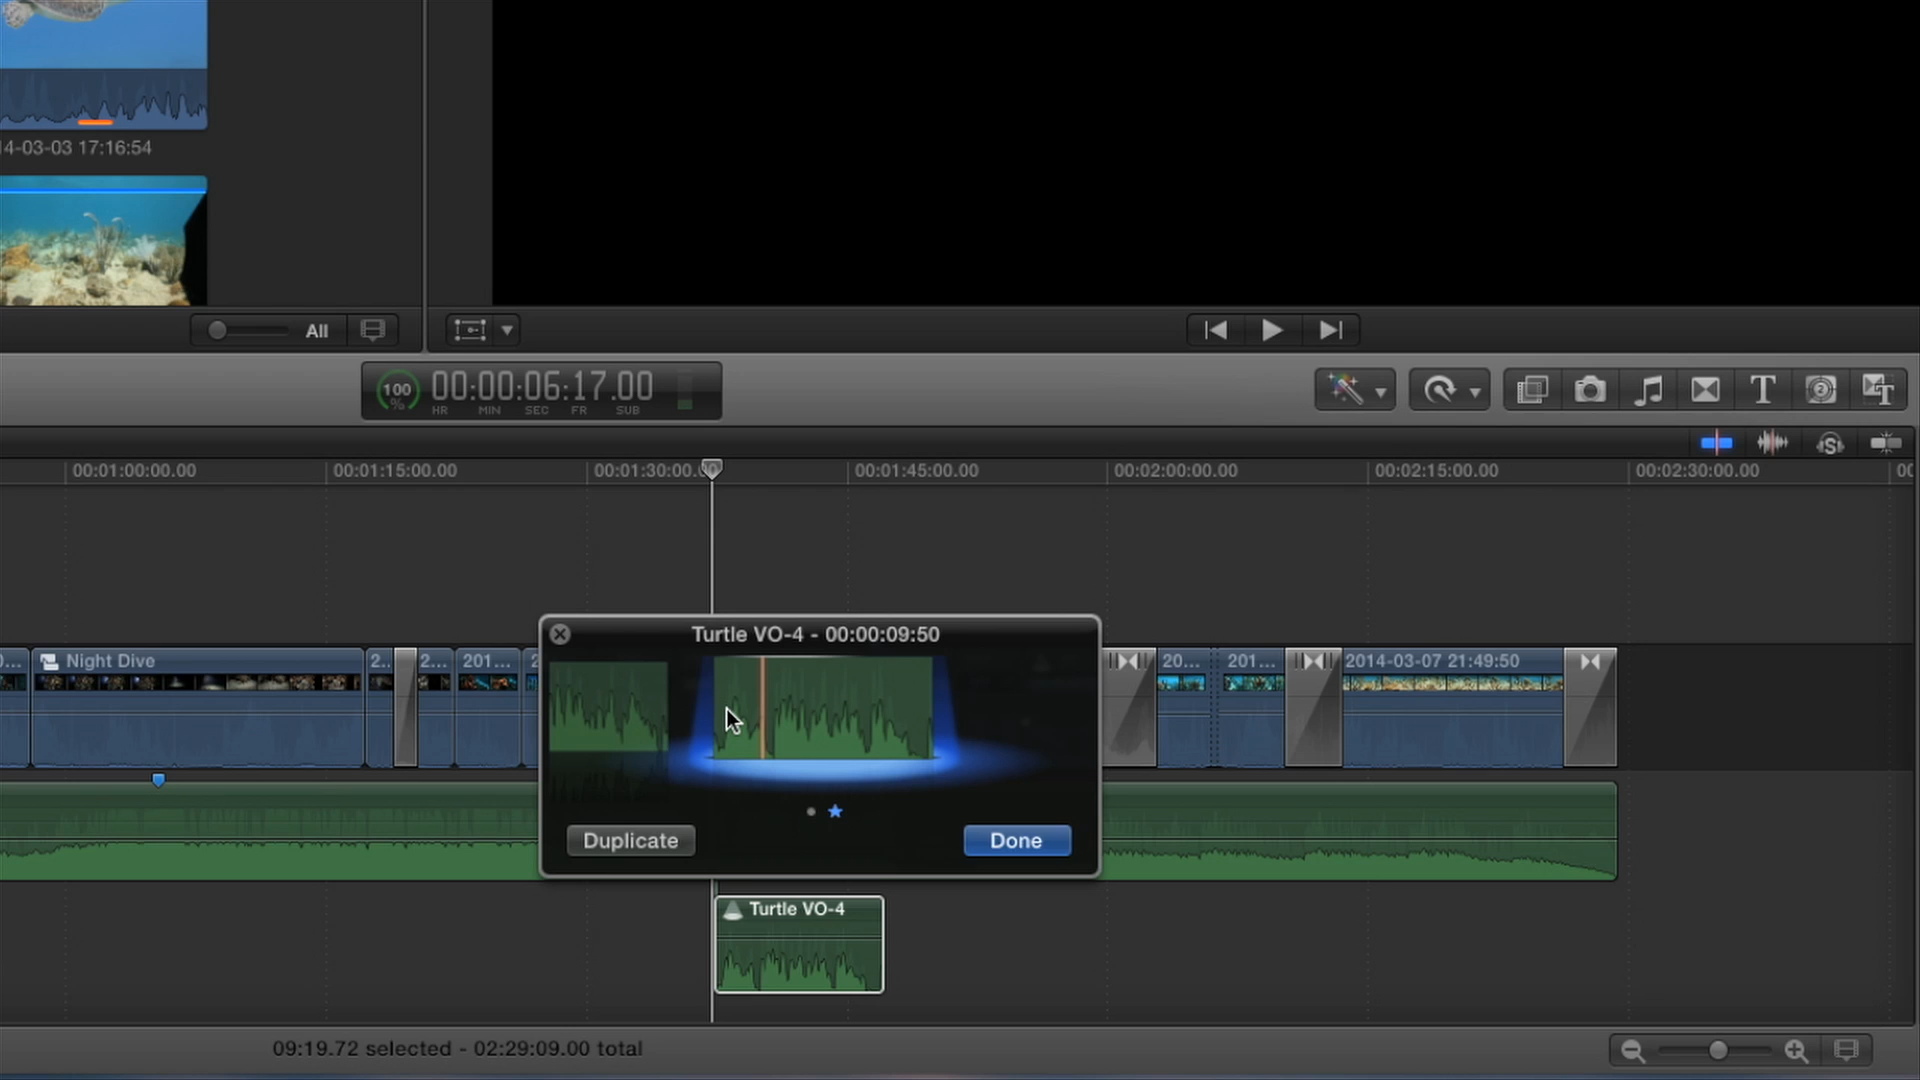 14-03-03 17:16:54
All
100
%
00:00:06:17.00
HR MIN SEC FR SUB
00:01:00:00.00
00:01:15:00.00
00:01:30:00.00
00:01:45:00.00
00:02:00:00.00
00:02:15:00.00
00:02:30:00.00
Turtle VO-4 - 00:00:09:50
Night Dive
2..
2...
201...
20...
201...
2014-03-07 21:49:50
Duplicate
Done
Turtle VO-4
09:19.72 selected - 02:29:09.00 total